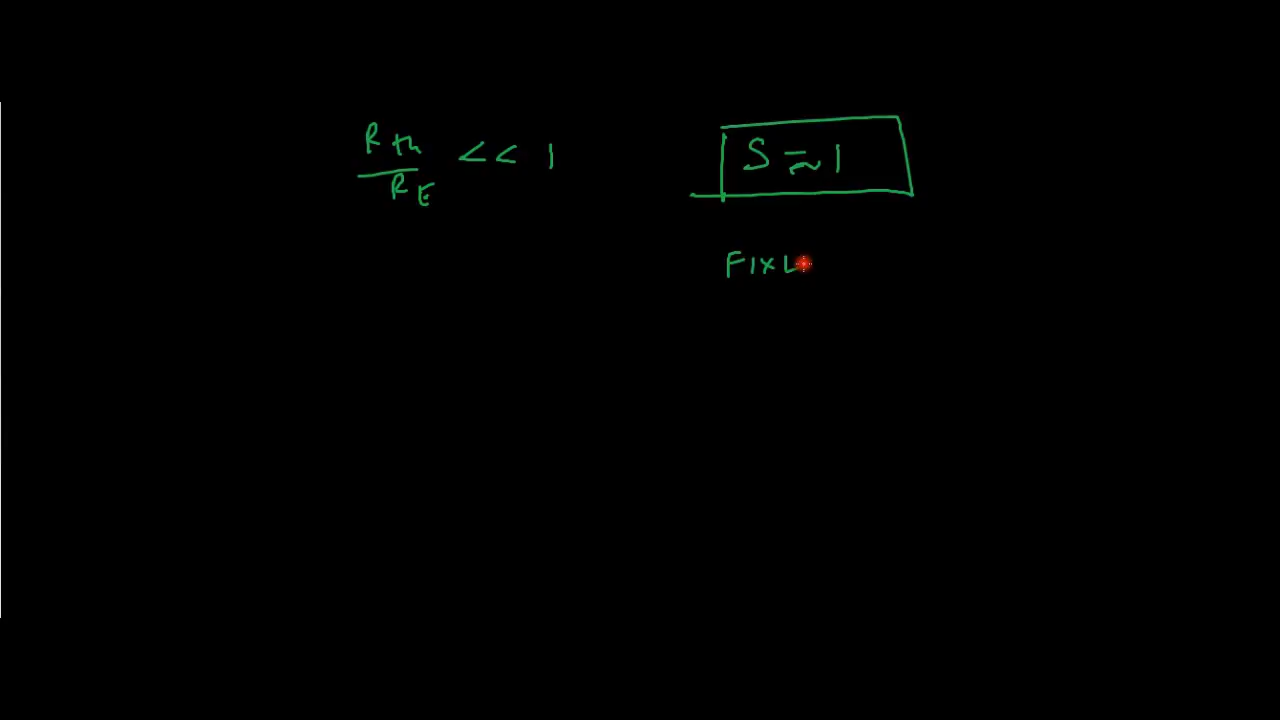 Rth/RE << 1
S ≈ 1
FIXL